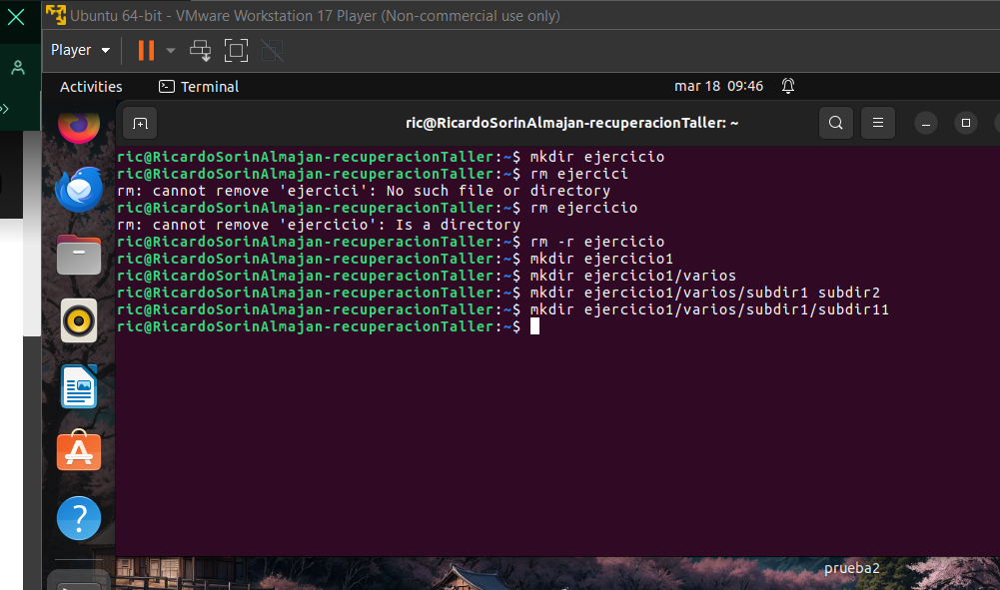 Ubuntu 64-bit - VMware Workstation 17 Player (Non-commercial use only)
Player
Activities
Terminal
mar 18 09:46
ric@RicardoSorinAlmajan-recuperacionTaller: ~
ric@RicardoSorinAlmajan-recuperacionTaller:~$ mkdir ejercicio
ric@RicardoSorinAlmajan-recuperacionTaller:~$ rm ejercici
rm: cannot remove 'ejercici': No such file or directory
ric@RicardoSorinAlmajan-recuperacionTaller:~$ rm ejercicio
rm: cannot remove 'ejercicio': Is a directory
ric@RicardoSorinAlmajan-recuperacionTaller:~$ rm -r ejercicio
ric@RicardoSorinAlmajan-recuperacionTaller:~$ mkdir ejercicio1
ric@RicardoSorinAlmajan-recuperacionTaller:~$ mkdir ejercicio1/varios
ric@RicardoSorinAlmajan-recuperacionTaller:~$ mkdir ejercicio1/varios/subdir1 subdir2
ric@RicardoSorinAlmajan-recuperacionTaller:~$ mkdir ejercicio1/varios/subdir1/subdir11
ric@RicardoSorinAlmajan-recuperacionTaller:~$
prueba2